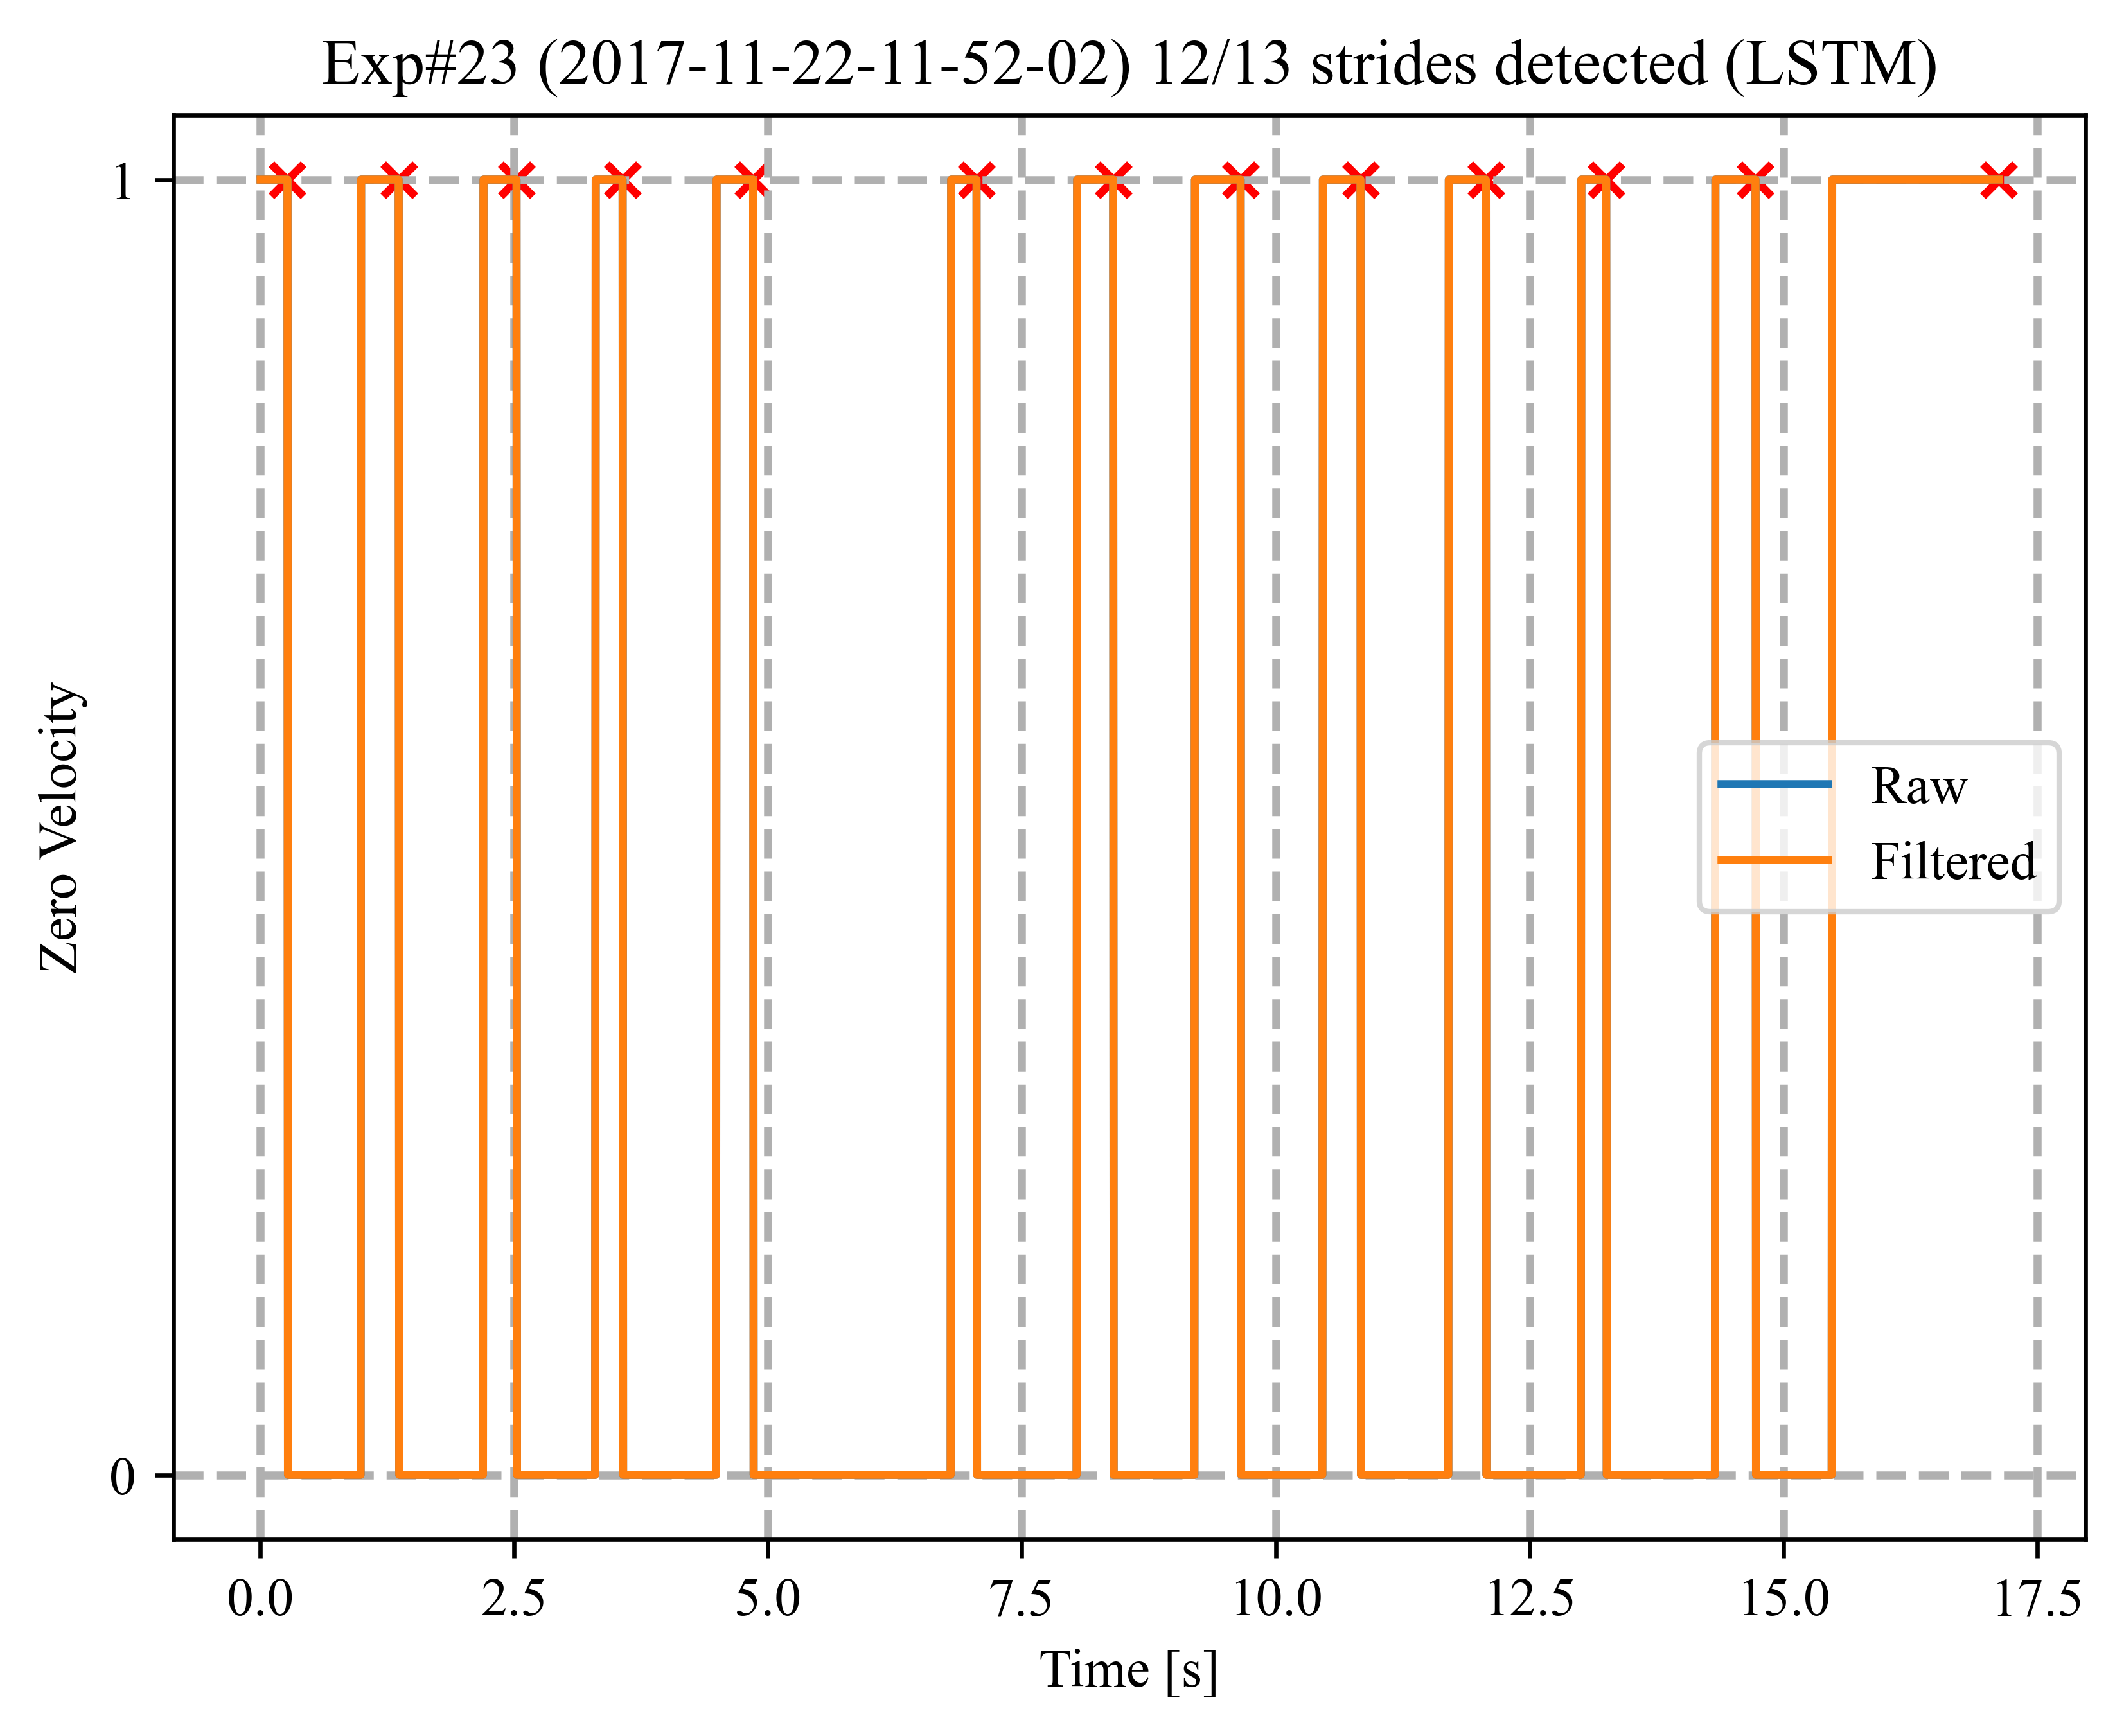 Exp#23 (2017-11-22-11-52-02) 12/13 strides detected (LSTM)
1
Zero Velocity
Raw
Filtered
0
0.0 2.5 5.0 7.5 10.0 12.5 15.0 17.5
Time [s]